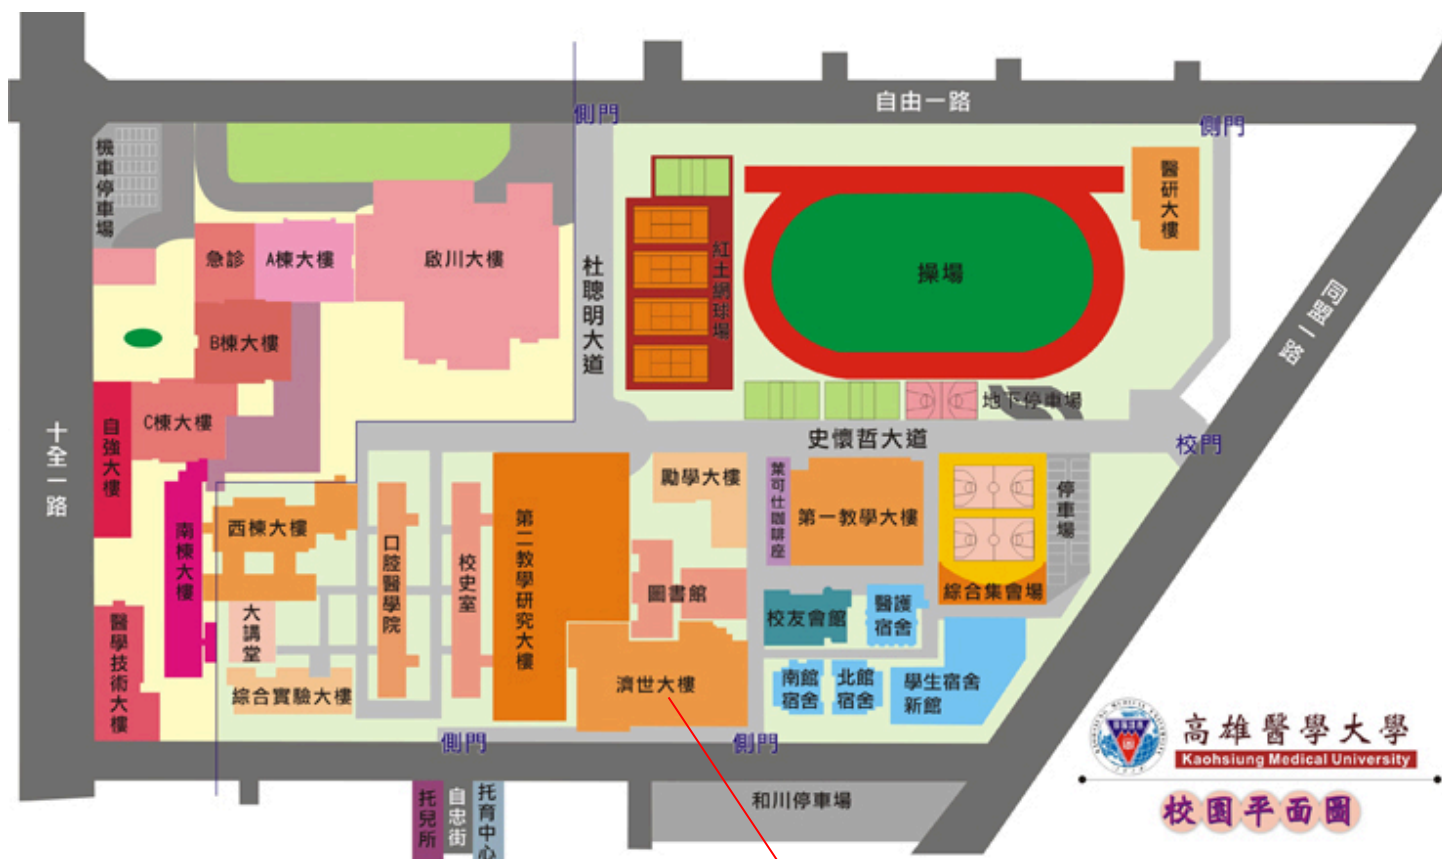 自由一路
側門
側門
機車停車場
醫研大樓
急診
A棟大樓
啟川大樓
杜聰明大道
紅土網球場
操場
同盟一路
B棟大樓
地下停車場
十全一路
自強大樓
C棟大樓
史懷哲大道
校門
南棟大樓
西棟大樓
口腔醫學院
校史室
第二教學研究大樓
勵學大樓
葉可仕咖啡座
第一教學大樓
停車場
綜合集會場
大講堂
圖書館
校友會館
醫護
宿舍
醫學技術大樓
綜合實驗大樓
濟世大樓
南館
宿舍
北館
宿舍
學生宿舍
新館
側門
側門
托兒所
自忠街
托育中心
和川停車場
高雄醫學大學
Kaohsiung Medical University
校園平面圖